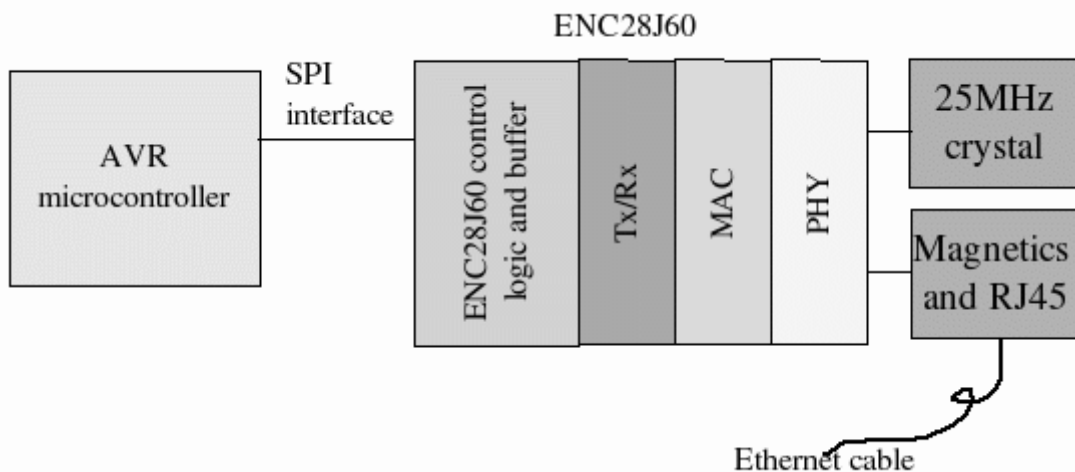 ENC28J60
SPI
interface
AVR
microcontroller
ENC28J60 control
logic and buffer
Tx/Rx
MAC
PHY
25MHz
crystal
Magnetics
and RJ45
Ethernet cable